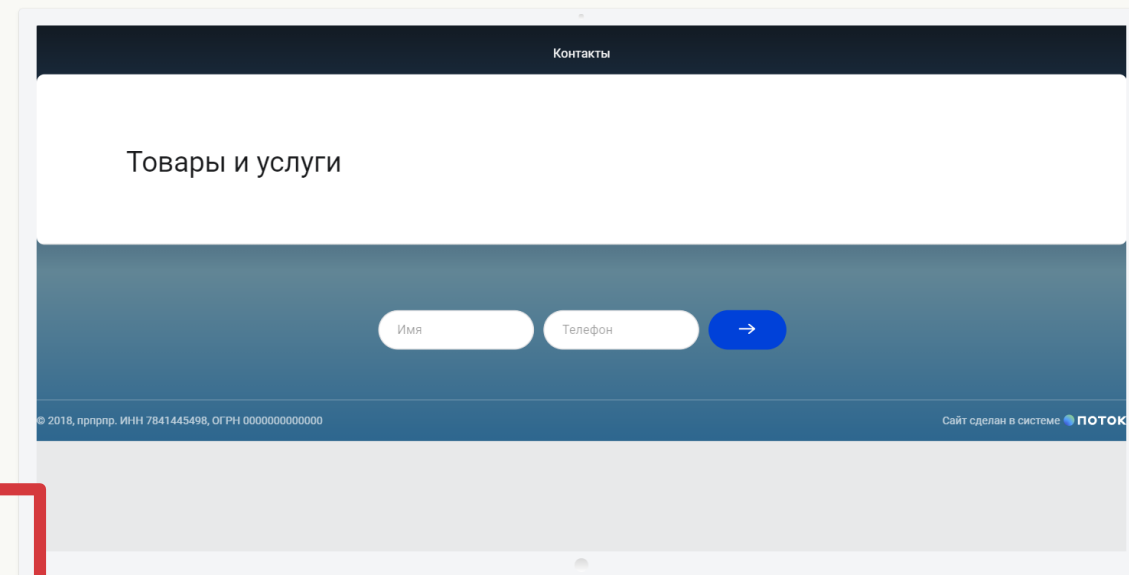 Контакты
Товары и услуги
Имя
Телефон
© 2018, прпрпр. ИНН 7841445498, ОГРН 0000000000000
Сайт сделан в системе ПОТОК